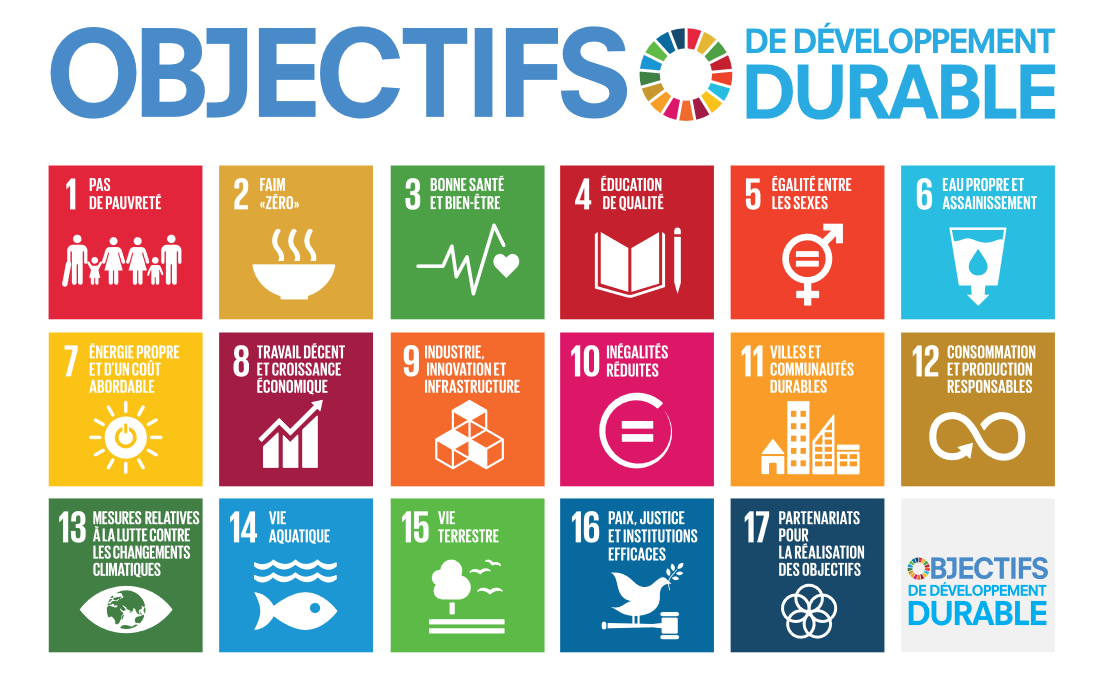 OBJECTIFS
DE DÉVELOPPEMENT
DURABLE
1 PAS
DE PAUVRETÉ
2 FAIM
«ZÉRO»
3 BONNE SANTÉ
ET BIEN-ÊTRE
4 ÉDUCATION
DE QUALITÉ
5 ÉGALITÉ ENTRE
LES SEXES
6 EAU PROPRE ET
ASSAINISSEMENT
7 ÉNERGIE PROPRE
ET D'UN COÛT
ABORDABLE
8 TRAVAIL DÉCENT
ET CROISSANCE
ÉCONOMIQUE
9 INDUSTRIE,
INNOVATION ET
INFRASTRUCTURE
10 INÉGALITÉS
RÉDUITES
11 VILLES ET
COMMUNAUTÉS
DURABLES
12 CONSOMMATION
ET PRODUCTION
RESPONSABLES
13 MESURES RELATIVES
À LA LUTTE CONTRE
LES CHANGEMENTS
CLIMATIQUES
14 VIE
AQUATIQUE
15 VIE
TERRESTRE
16 PAIX, JUSTICE
ET INSTITUTIONS
EFFICACES
17 PARTENARIATS
POUR
LA RÉALISATION
DES OBJECTIFS
OBJECTIFS
DE DÉVELOPPEMENT
DURABLE